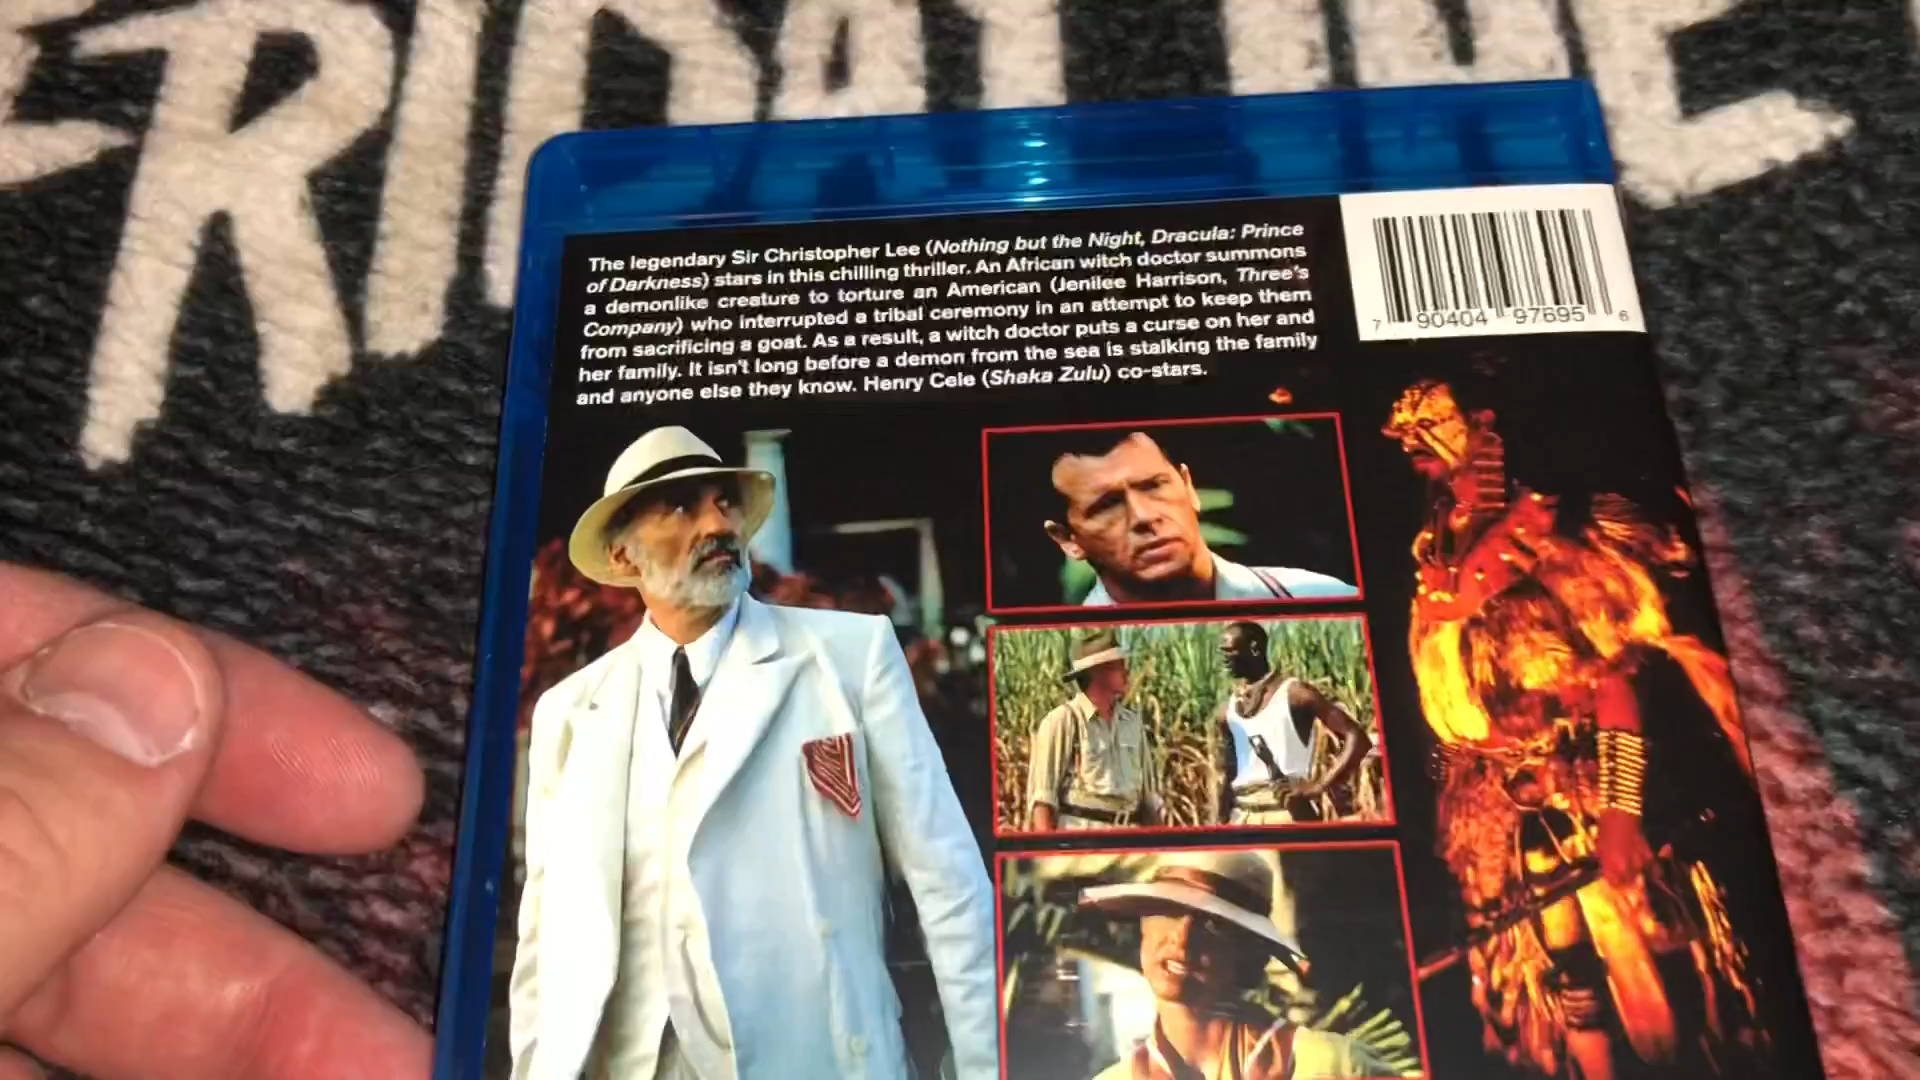 FRIDAY THE
The legendary Sir Christopher Lee (Nothing but the Night, Dracula: Prince
of Darkness) stars in this chilling thriller. An African witch doctor summons
a demonlike creature to torture an American (Jenilee Harrison, Three's
Company) who interrupted a tribal ceremony in an attempt to keep them
from sacrificing a goat. As a result, a witch doctor puts a curse on her and
her family. It isn't long before a demon from the sea is stalking the family
and anyone else they know. Henry Cele (Shaka Zulu) co-stars.
7 90404 97695 6